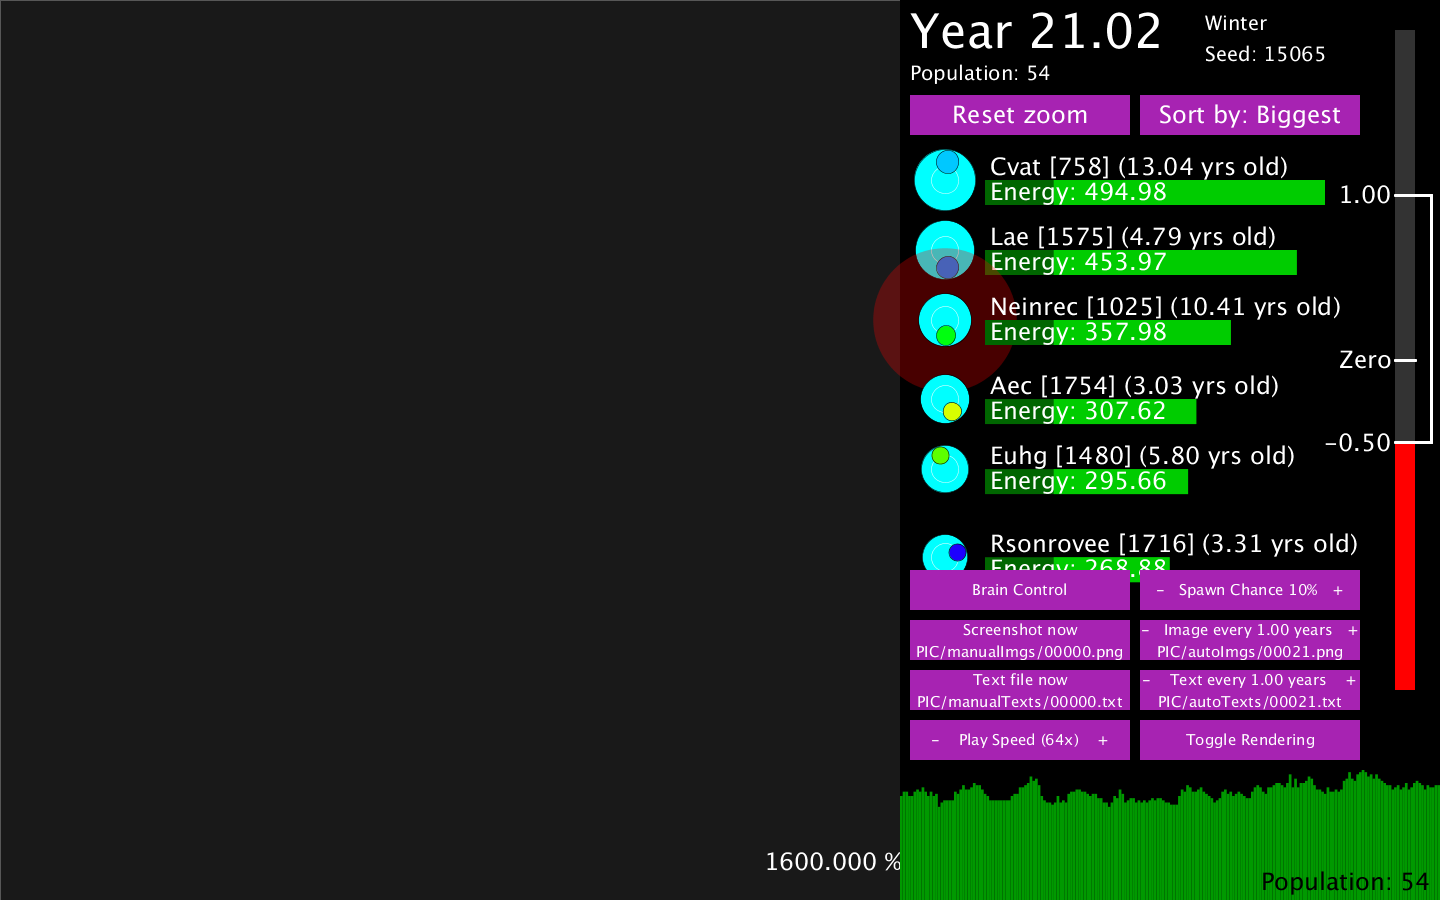 Year 21.02
Winter
Seed: 15065
Population: 54
Reset zoom
Sort by: Biggest
Cvat [758] (13.04 yrs old)
Energy: 494.98
1.00
Lae [1575] (4.79 yrs old)
Energy: 453.97
Neinrec [1025] (10.41 yrs old)
Energy: 357.98
Zero
Aec [1754] (3.03 yrs old)
Energy: 307.62
-0.50
Euhg [1480] (5.80 yrs old)
Energy: 295.66
Rsonrovee [1716] (3.31 yrs old)
Energy: 268.88
Brain Control
- Spawn Chance 10% +
Screenshot now
PIC/manualImgs/00000.png
- Image every 1.00 years +
PIC/autoImgs/00021.png
Text file now
PIC/manualTexts/00000.txt
- Text every 1.00 years +
PIC/autoTexts/00021.txt
- Play Speed (64x) +
Toggle Rendering
1600.000 %
Population: 54